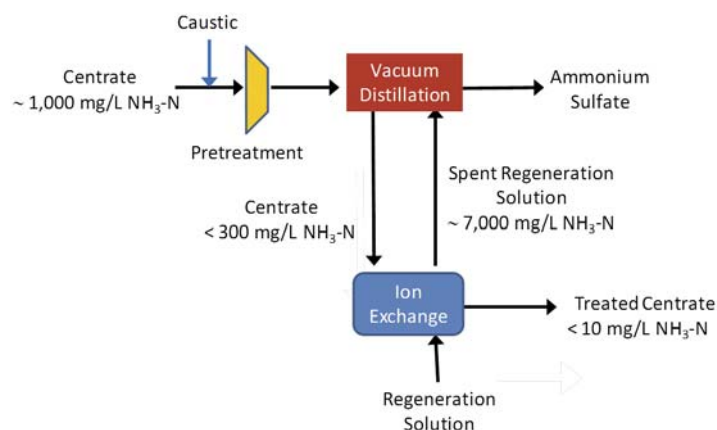 Caustic
Centrate
~ 1,000 mg/L NH₃-N
Pretreatment
Vacuum
Distillation
Ammonium
Sulfate
Centrate
< 300 mg/L NH₃-N
Spent Regeneration
Solution
~ 7,000 mg/L NH₃-N
Ion
Exchange
Treated Centrate
< 10 mg/L NH₃-N
Regeneration
Solution